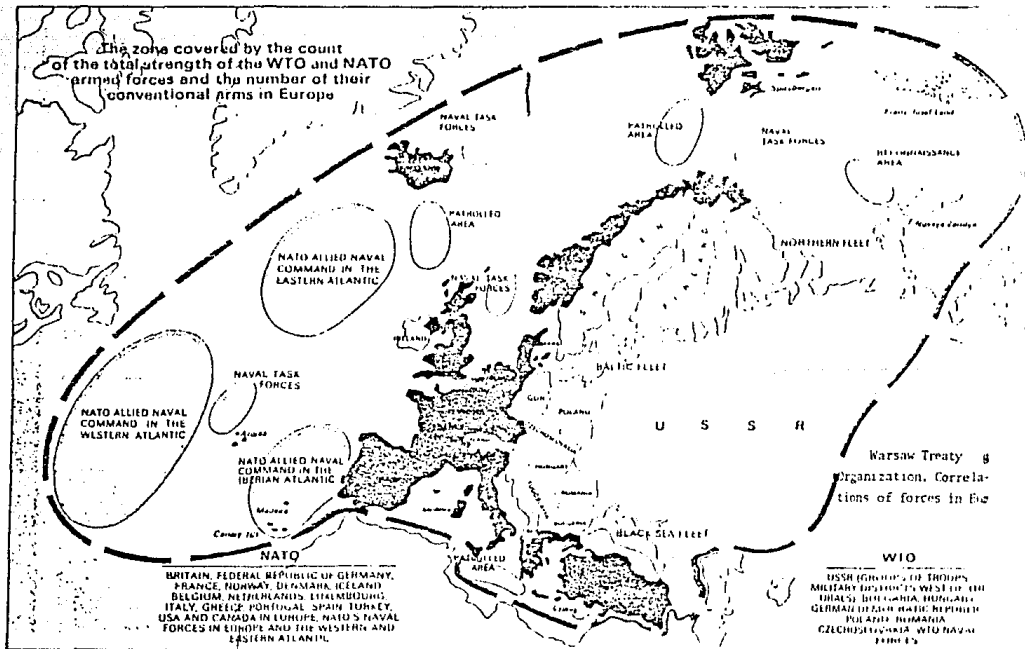 The zone covered by the count
of the total strength of the WTO and NATO
armed forces and the number of their
conventional arms in Europe
NAVAL TASK
FORCES
PATROLLED
AREA
NAVAL
TASK FORCES
Franz Josef Land
RECONNAISSANCE
AREA
PATROLLED
AREA
NORTHERN FLEET
NATO ALLIED NAVAL
COMMAND IN THE
EASTERN ATLANTIC
NAVAL TASK
FORCES
IRELAND
BALTIC FLEET
NAVAL TASK
FORCES
GDR
POLAND
NATO ALLIED NAVAL
COMMAND IN THE
WESTERN ATLANTIC
U S S R
NATO ALLIED NAVAL
COMMAND IN THE
IBERIAN ATLANTIC
HUNGARY
Warsaw Treaty
Organization, Correla-
tions of forces in
Madeira
Canary Isl
BLACK SEA FLEET
PATROLLED
AREA
NATO
BRITAIN, FEDERAL REPUBLIC OF GERMANY,
FRANCE, NORWAY, DENMARK, ICELAND
BELGIUM, NETHERLANDS, LUXEMBOURG,
ITALY, GREECE, PORTUGAL, SPAIN, TURKEY,
USA AND CANADA IN EUROPE, NATO'S NAVAL
FORCES IN EUROPE AND THE WESTERN AND
EASTERN ATLANTIC
WTO
USSR (GROUPS OF TROOPS
MILITARY DISTRICTS WEST OF THE
URALS), BULGARIA, HUNGARY
GERMAN DEMOCRATIC REPUBLIC
POLAND, ROMANIA
CZECHOSLOVAKIA, WTO NAVAL
FORCES